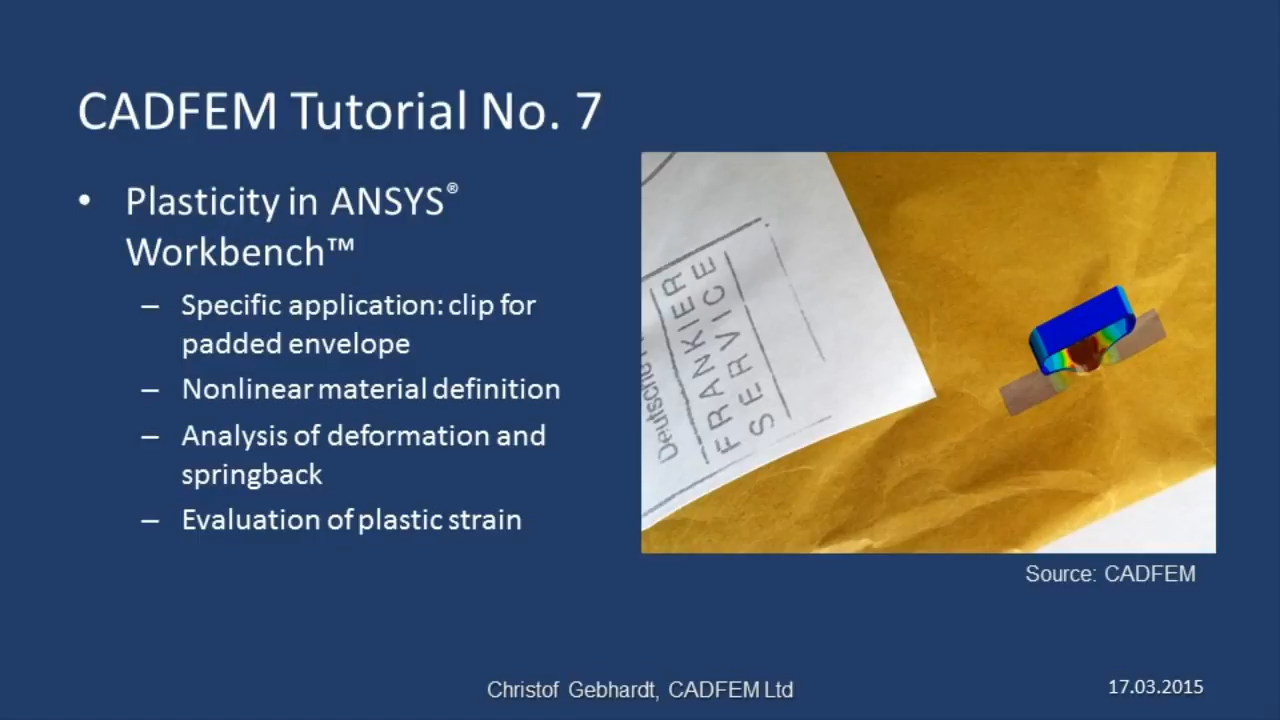 CADFEM Tutorial No. 7
• Plasticity in ANSYS®
Workbench™
– Specific application: clip for
padded envelope
– Nonlinear material definition
– Analysis of deformation and
springback
– Evaluation of plastic strain
FRANKIER
SERVICE
Source: CADFEM
Christof Gebhardt, CADFEM Ltd
17.03.2015